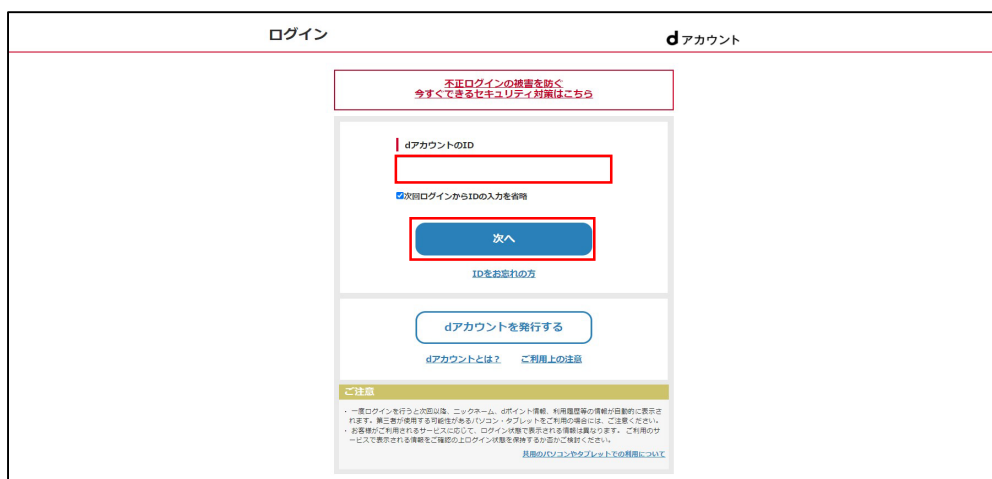 ログイン
dアカウント
不正ログインの被害を防ぐ
今すぐできるセキュリティ対策はこちら
dアカウントのID
次回ログインからIDの入力を省略
次へ
IDをお忘れの方
dアカウントを発行する
dアカウントとは？ ご利用上の注意
ご注意
・ 一度ログインを行うと次回以降、ニックネーム、dポイント情報、利用履歴等の情報が自動的に表示さ
れます。第三者が使用する可能性があるパソコン・タブレットをご利用の場合には、ご注意ください。
・ お客様がご利用されるサービスに応じて、ログイン状態で表示される情報は異なります。 ご利用のサ
ービスで表示される情報をご確認の上ログイン状態を保持するか否かご検討ください。
共用のパソコンやタブレットでの利用について